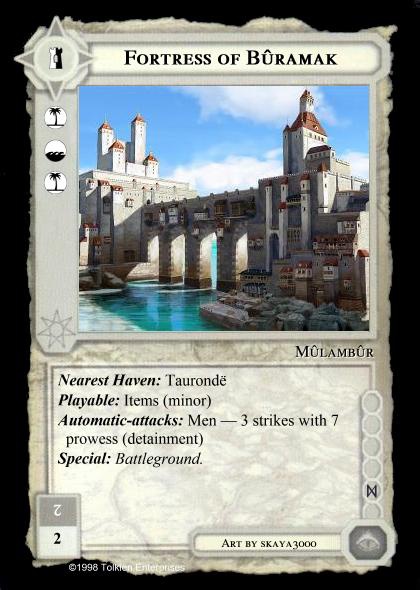 FORTRESS OF BÛRAMAK
MÛLAMBÛR
Nearest Haven: Taurondë
Playable: Items (minor)
Automatic-attacks: Men — 3 strikes with 7
prowess (detainment)
Special: Battleground.
2
2
ART BY SKAYA3000
©1998 Tolkien Enterprises